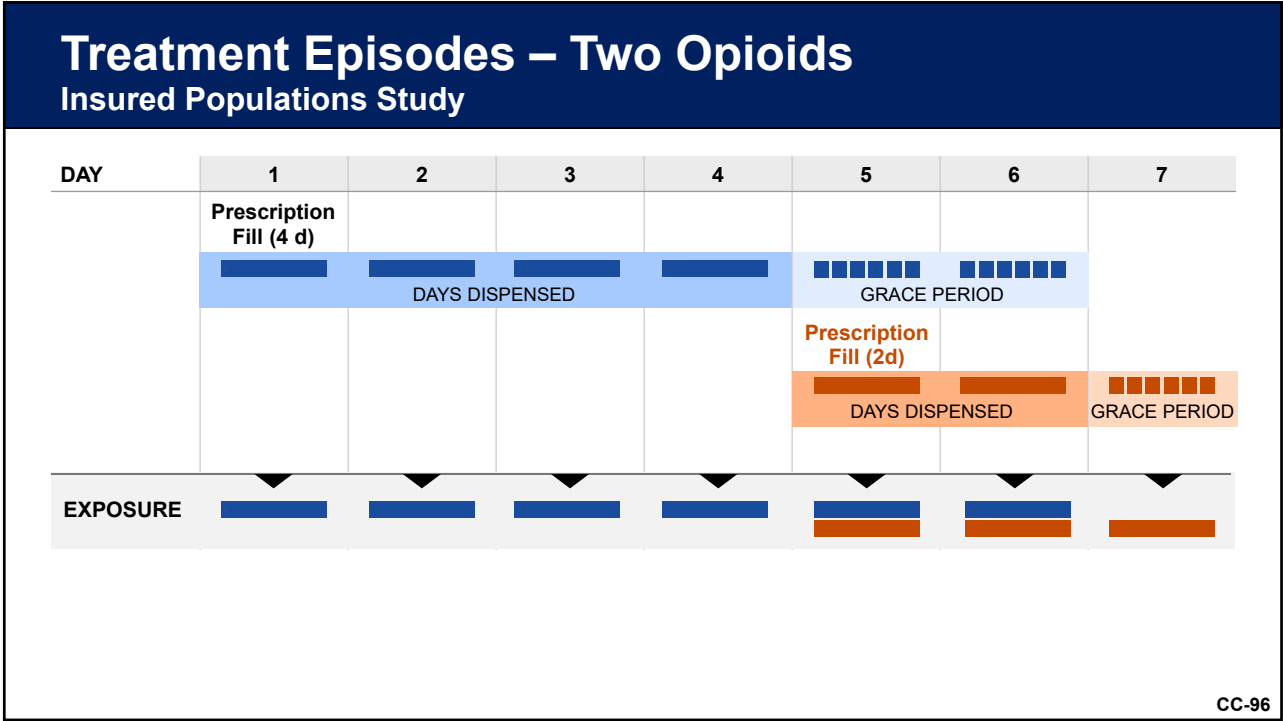 Treatment Episodes – Two Opioids
Insured Populations Study
DAY 1 2 3 4 5 6 7
Prescription
Fill (4 d)
DAYS DISPENSED GRACE PERIOD
Prescription
Fill (2d)
DAYS DISPENSED GRACE PERIOD
EXPOSURE
CC-96